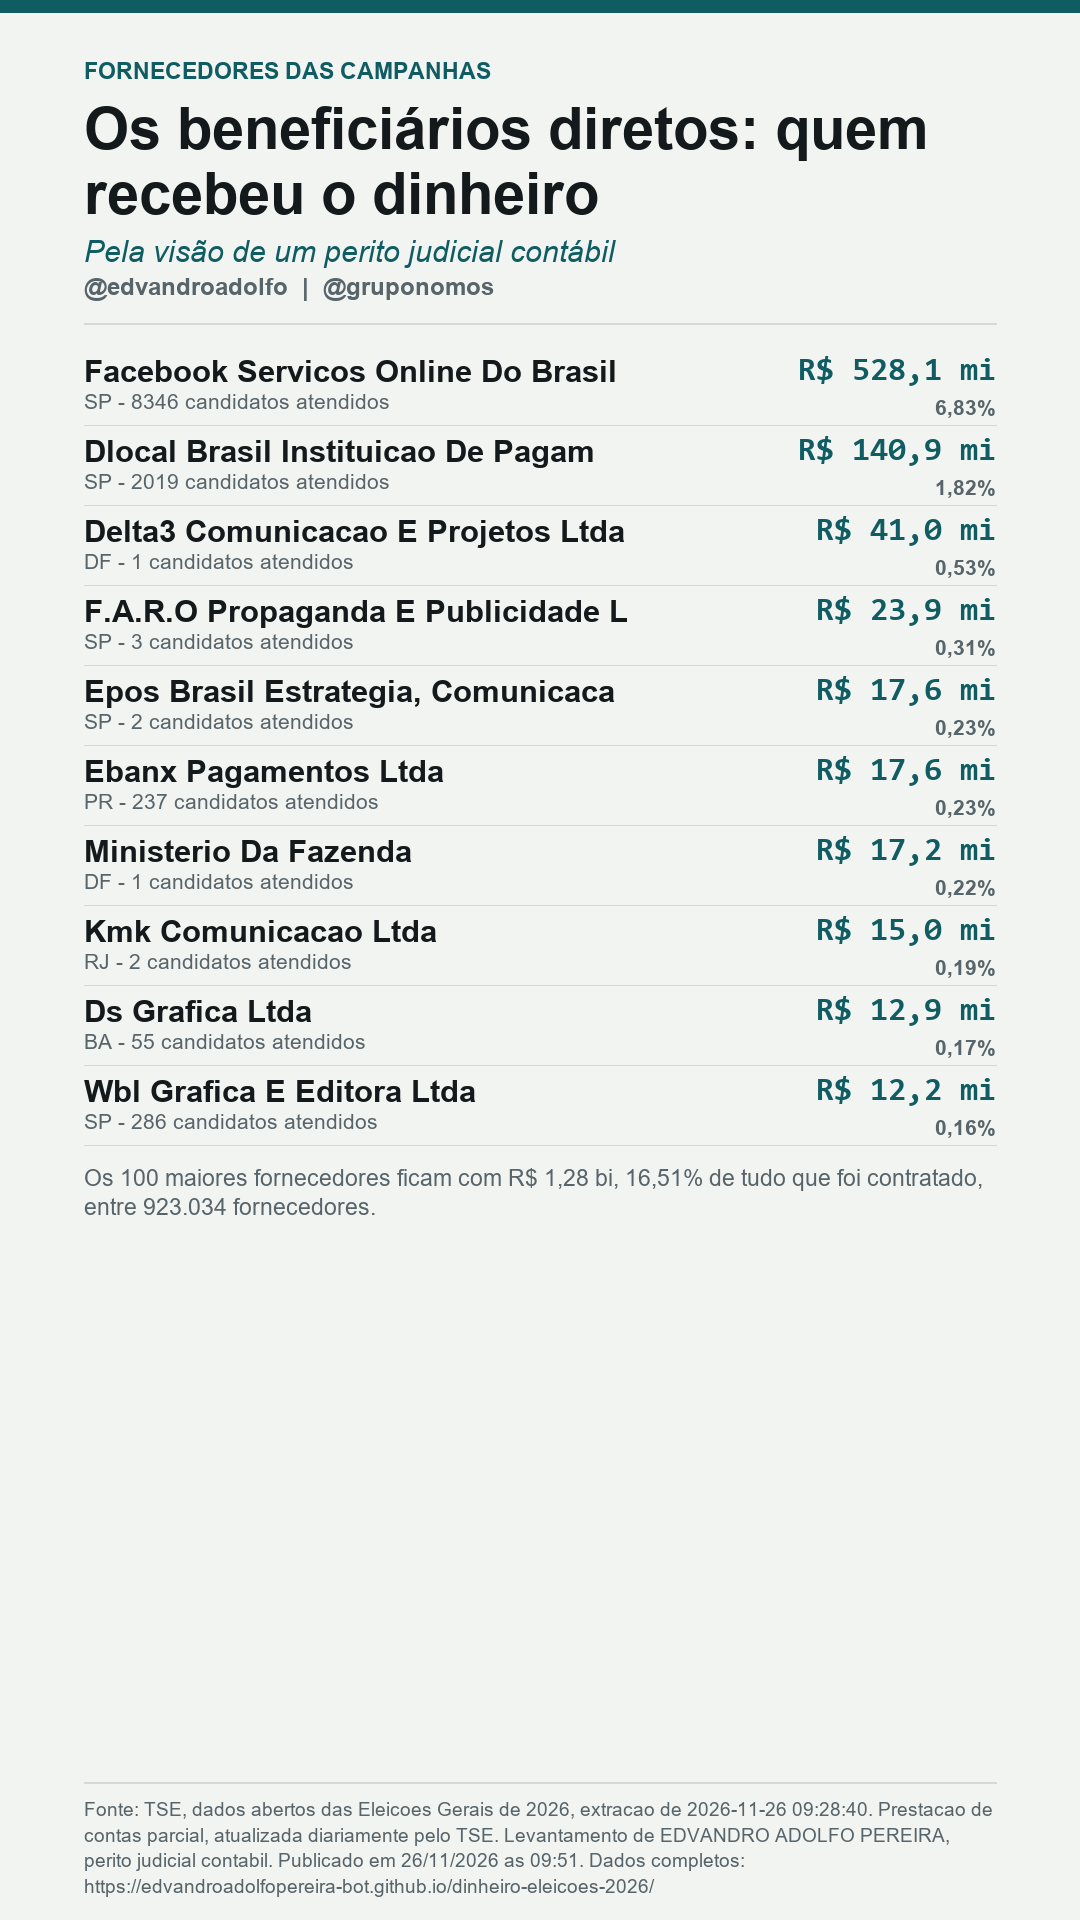 FORNECEDORES DAS CAMPANHAS
Os beneficiários diretos: quem
recebeu o dinheiro
Pela visão de um perito judicial contábil
@edvandroadolfo | @gruponomos
Facebook Servicos Online Do Brasil
R$ 528,1 mi
SP - 8346 candidatos atendidos
6,83%
Dlocal Brasil Instituicao De Pagam
R$ 140,9 mi
SP - 2019 candidatos atendidos
1,82%
Delta3 Comunicacao E Projetos Ltda
R$ 41,0 mi
DF - 1 candidatos atendidos
0,53%
F.A.R.O Propaganda E Publicidade L
R$ 23,9 mi
SP - 3 candidatos atendidos
0,31%
Epos Brasil Estrategia, Comunicaca
R$ 17,6 mi
SP - 2 candidatos atendidos
0,23%
Ebanx Pagamentos Ltda
R$ 17,6 mi
PR - 237 candidatos atendidos
0,23%
Ministerio Da Fazenda
R$ 17,2 mi
DF - 1 candidatos atendidos
0,22%
Kmk Comunicacao Ltda
R$ 15,0 mi
RJ - 2 candidatos atendidos
0,19%
Ds Grafica Ltda
R$ 12,9 mi
BA - 55 candidatos atendidos
0,17%
Wbl Grafica E Editora Ltda
R$ 12,2 mi
SP - 286 candidatos atendidos
0,16%
Os 100 maiores fornecedores ficam com R$ 1,28 bi, 16,51% de tudo que foi contratado,
entre 923.034 fornecedores.
Fonte: TSE, dados abertos das Eleicoes Gerais de 2026, extracao de 2026-11-26 09:28:40. Prestacao de
contas parcial, atualizada diariamente pelo TSE. Levantamento de EDVANDRO ADOLFO PEREIRA,
perito judicial contabil. Publicado em 26/11/2026 as 09:51. Dados completos:
https://edvandroadolfopereira-bot.github.io/dinheiro-eleicoes-2026/